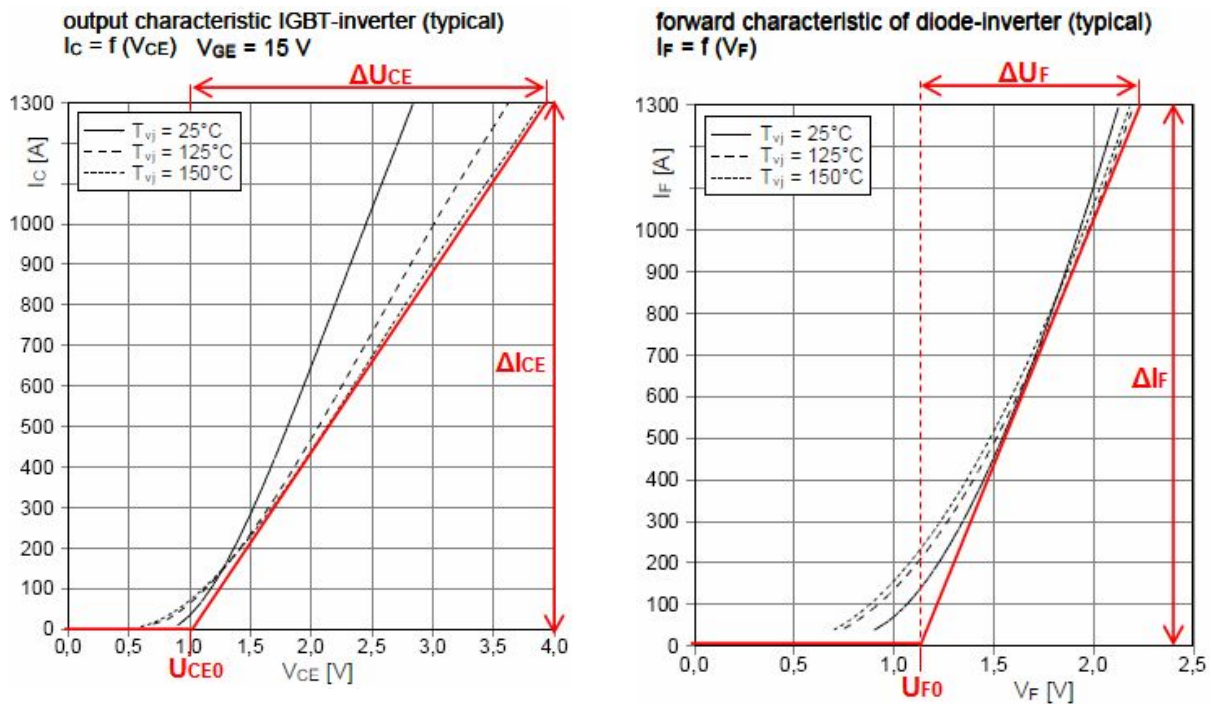 output characteristic IGBT-inverter (typical)
IC = f (VCE) VGE = 15 V
ΔUCE
1300
1000
900
800
700
600
500
400
300
200
100
0
IC [A]
Tvj = 25°C
Tvj = 125°C
Tvj = 150°C
ΔICE
0,0
0,5
1,0
1,5
2,0
2,5
3,0
3,5
4,0
UCE0
VCE [V]
forward characteristic of diode-inverter (typical)
IF = f (VF)
ΔUF
1300
1000
900
800
700
600
500
400
300
200
100
0
IF [A]
Tvj = 25°C
Tvj = 125°C
Tvj = 150°C
ΔIF
0,0
0,5
1,0
1,5
2,0
2,5
UF0
VF [V]